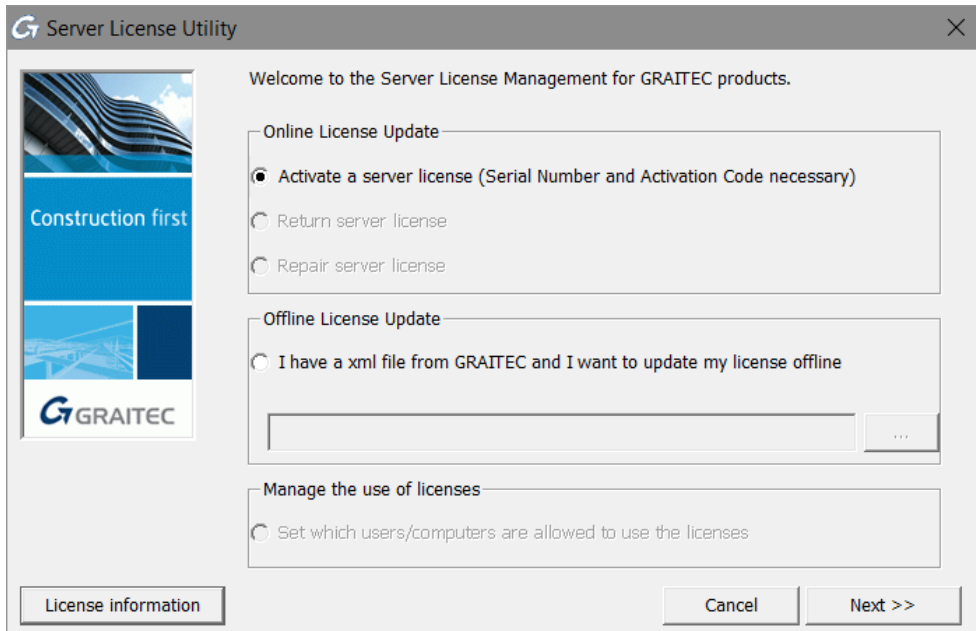 Server License Utility
Welcome to the Server License Management for GRAITEC products.
Online License Update
Activate a server license (Serial Number and Activation Code necessary)
Return server license
Repair server license
Construction first
Offline License Update
I have a xml file from GRAITEC and I want to update my license offline
...
GRAITEC
Manage the use of licenses
Set which users/computers are allowed to use the licenses
License information
Cancel
Next >>